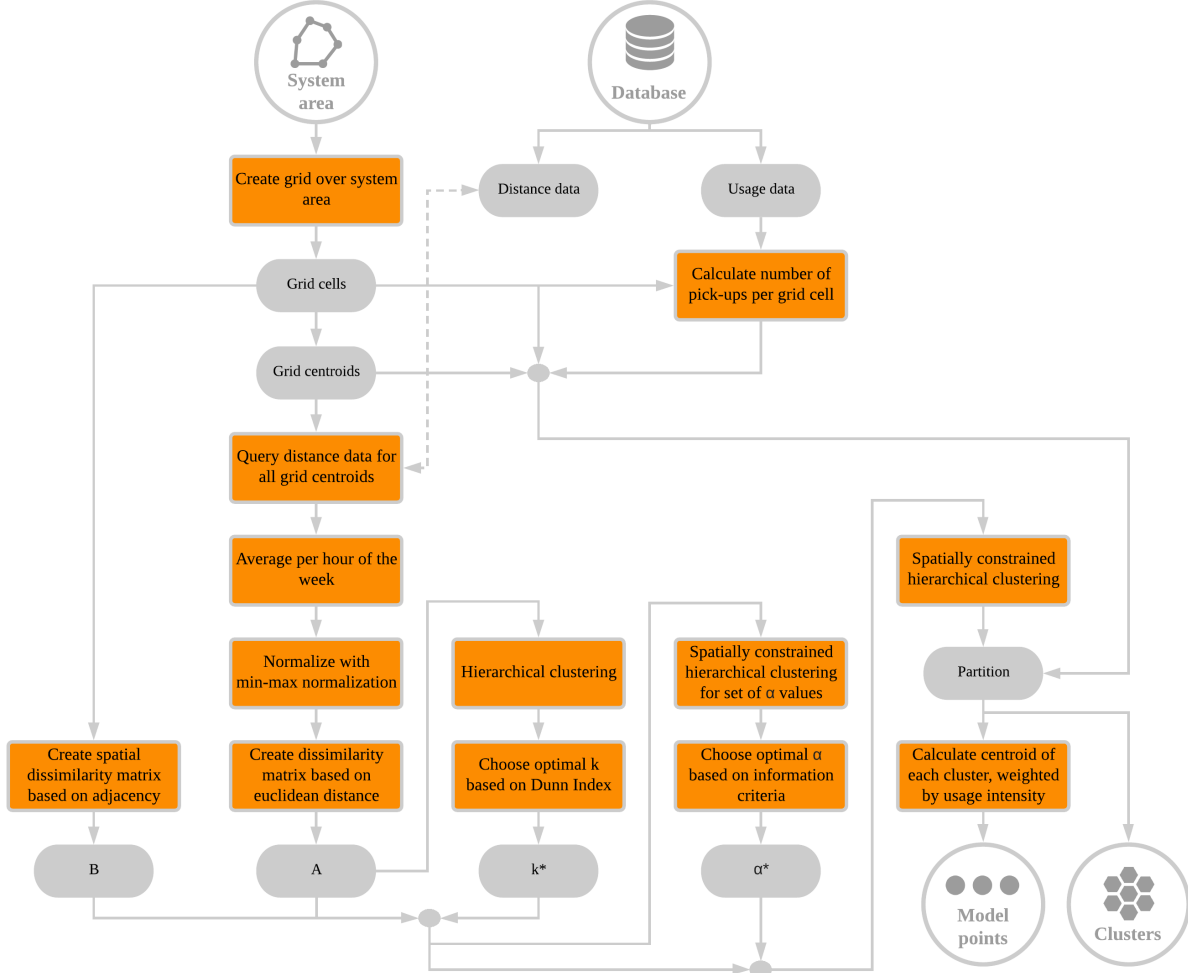 System
area
Database
Create grid over system
area
Distance data
Usage data
Grid cells
Calculate number of
pick-ups per grid cell
Grid centroids
Query distance data for
all grid centroids
Average per hour of the
week
Spatially constrained
hierarchical clustering
Normalize with
min-max normalization
Hierarchical clustering
Spatially constrained
hierarchical clustering
for set of α values
Partition
Create spatial
dissimilarity matrix
based on adjacency
Create dissimilarity
matrix based on
euclidean distance
Choose optimal k
based on Dunn Index
Choose optimal α
based on information
criteria
Calculate centroid of
each cluster, weighted
by usage intensity
B
A
k*
α*
Model
points
Clusters